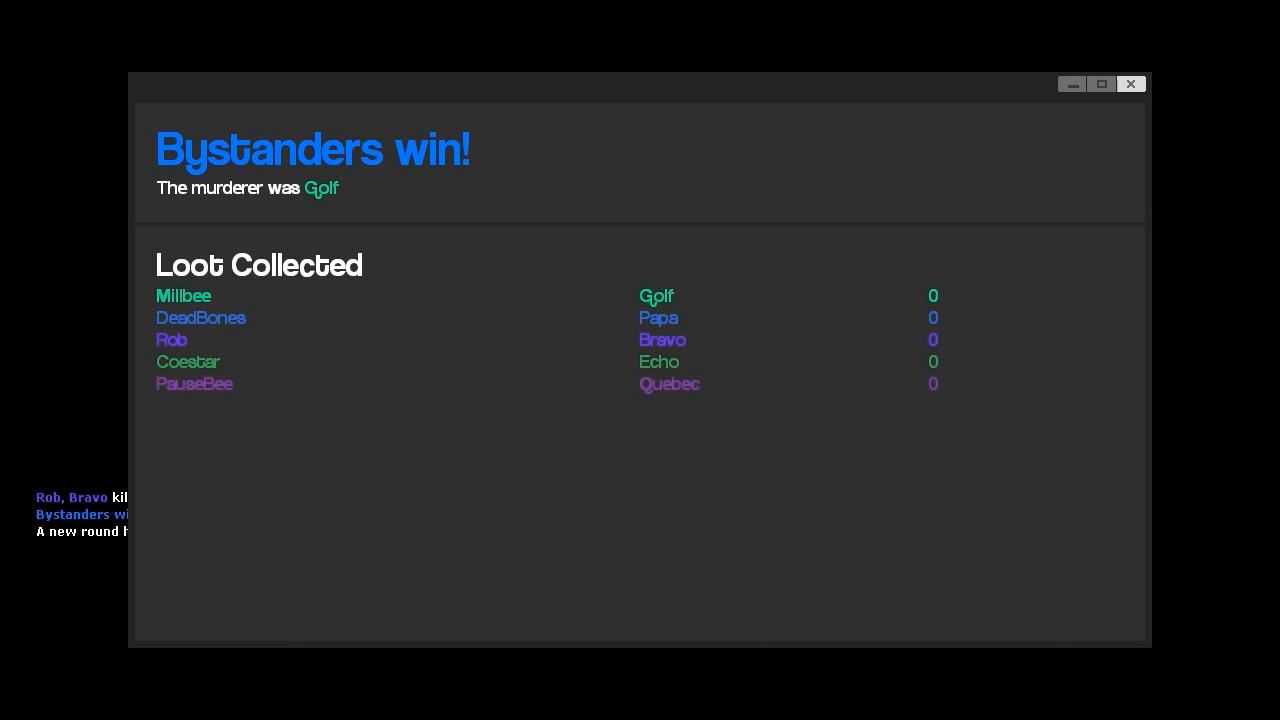 Bystanders win!
The murderer was Golf
Loot Collected
Millbee Golf 0
DeadBones Papa 0
Rob Bravo 0
Coestar Echo 0
PauseBee Quebec 0
Rob, Bravo kil
Bystanders wi
A new round h